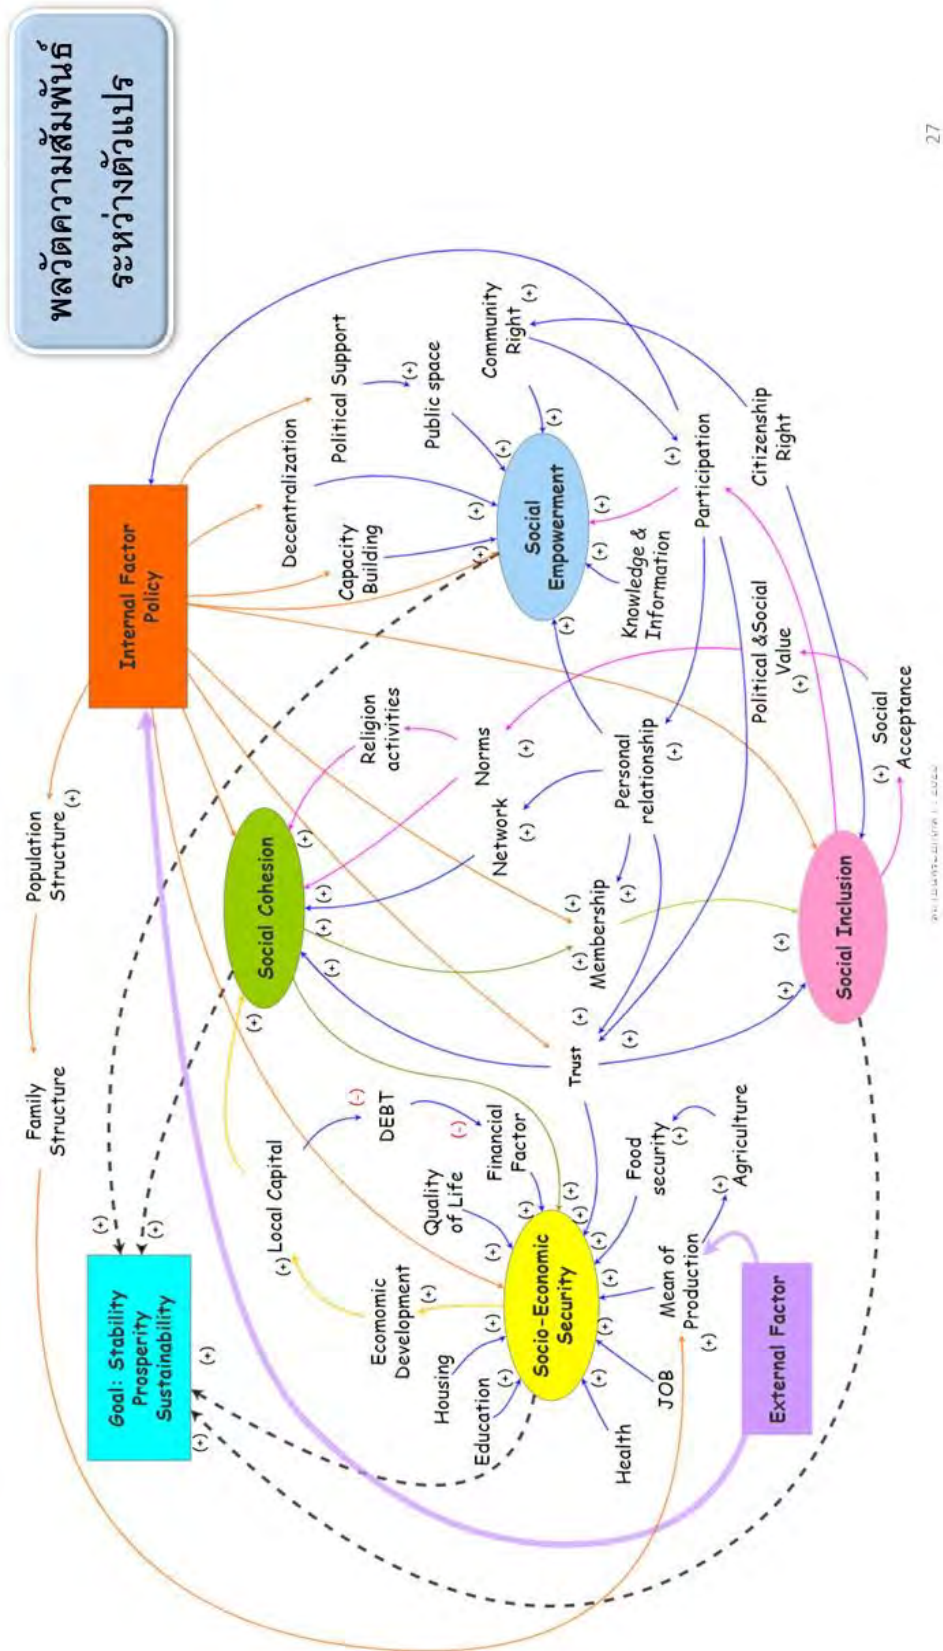 พลวัตความสัมพันธ์
ระหว่างตัวแปร
Goal: Stability
Prosperity
Sustainability
(+)
(+)
(+)
(+)
Family
Structure
Population
Structure
(+)
Internal Factor
Policy
Local Capital
(+)
(+)
Social Cohesion
(+)
(+)
(+)
(+)
Religion
activities
Capacity
Building
Decentralization
Political Support
(+)
Public space
Ecomomic
Development
(+)
Quality
of Life
(-)
DEBT
(-)
Financial
Factor
Norms
(+)
Network
(+)
Housing
Education
Socio-Economic
Security
(+)
(+)
(+)
(+)
(+)
(+)
(+)
(+)
(+)
(+)
(+)
Social
Empowerment
(+)
(+)
(+)
(+)
(+)
(+)
(+)
Community
Right
(+)
Health
JOB
Mean of
Production
(+)
(+)
Food
security
(+)
Agriculture
Trust
(+)
(+)
Membership
(+)
(+)
(+)
Personal
relationship
(+)
Knowledge &
Information
Participation
(+)
External Factor
Political &Social
Value
(+)
Citizenship
Right
Social Inclusion
(+)
(+)
Social
Acceptance
(+)
27